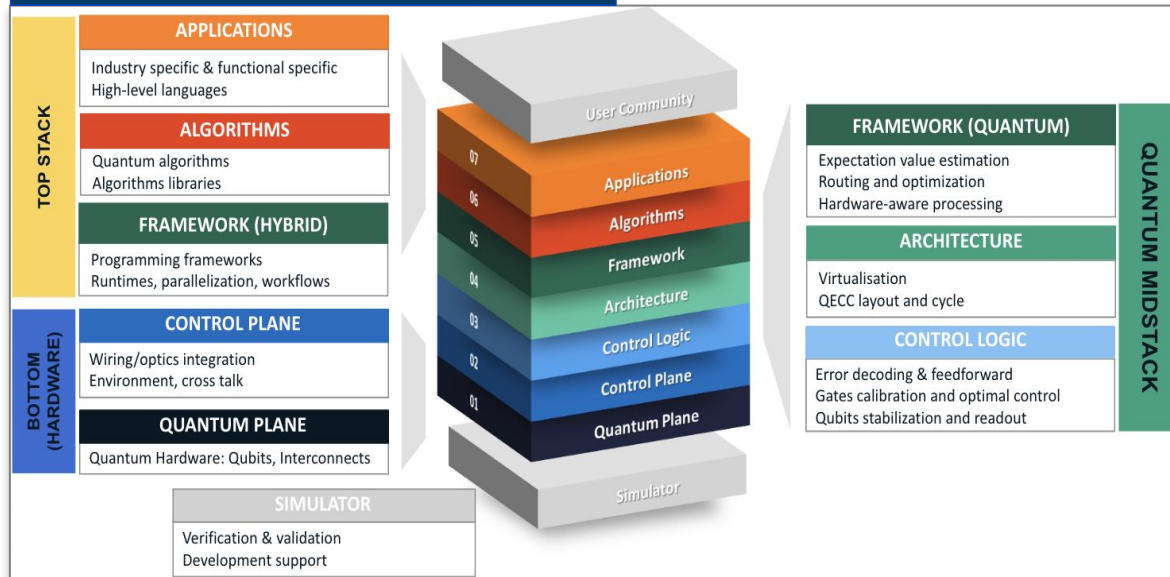 TOP STACK
APPLICATIONS
Industry specific & functional specific
High-level languages
ALGORITHMS
Quantum algorithms
Algorithms libraries
FRAMEWORK (HYBRID)
Programming frameworks
Runtimes, parallelization, workflows
BOTTOM
(HARDWARE)
CONTROL PLANE
Wiring/optics integration
Environment, cross talk
QUANTUM PLANE
Quantum Hardware: Qubits, Interconnects
SIMULATOR
Verification & validation
Development support
User Community
07 Applications
06 Algorithms
05 Framework
04 Architecture
03 Control Logic
02 Control Plane
01 Quantum Plane
Simulator
FRAMEWORK (QUANTUM)
Expectation value estimation
Routing and optimization
Hardware-aware processing
ARCHITECTURE
Virtualisation
QECC layout and cycle
CONTROL LOGIC
Error decoding & feedforward
Gates calibration and optimal control
Qubits stabilization and readout
QUANTUM MIDSTACK